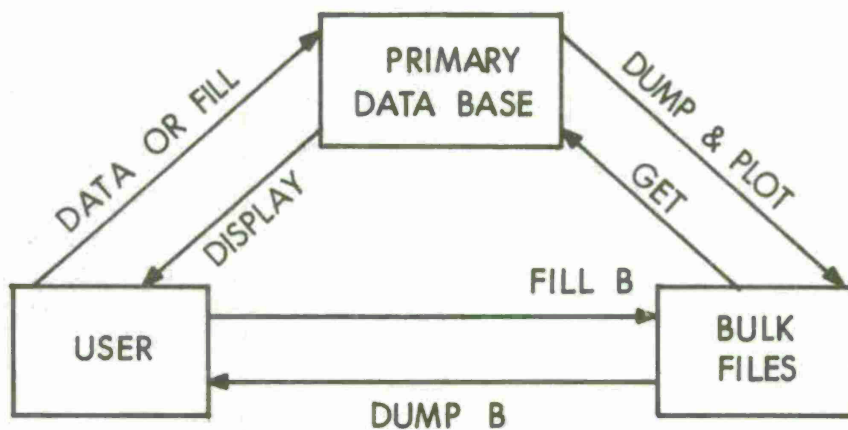 PRIMARY
DATA BASE
DATA OR FILL
DISPLAY
DUMP & PLOT
GET
USER
FILL B
BULK
FILES
DUMP B